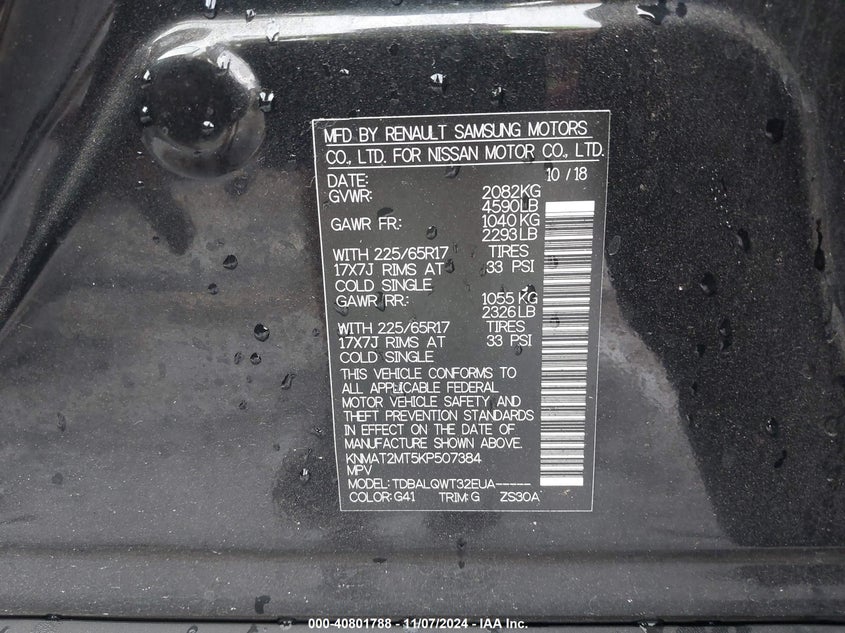 MFD BY RENAULT SAMSUNG MOTORS
CO., LTD. FOR NISSAN MOTOR CO., LTD.
DATE: 10 / 18
GVWR: 2082KG
4590LB
GAWR FR: 1040 KG
2293 LB
WITH 225/65R17 TIRES
17X7J RIMS AT 33 PSI
COLD SINGLE
GAWR RR: 1055 KG
2326 LB
WITH 225/65R17 TIRES
17X7J RIMS AT 33 PSI
COLD SINGLE
THIS VEHICLE CONFORMS TO
ALL APPLICABLE FEDERAL
MOTOR VEHICLE SAFETY AND
THEFT PREVENTION STANDARDS
IN EFFECT ON THE DATE OF
MANUFACTURE SHOWN ABOVE.
KNMAT2MT5KP507384
MPV
MODEL: TDBALQWT32EUA-----
COLOR: G41 TRIM: G ZS30A
000-40801788 - 11/07/2024 - IAA Inc.